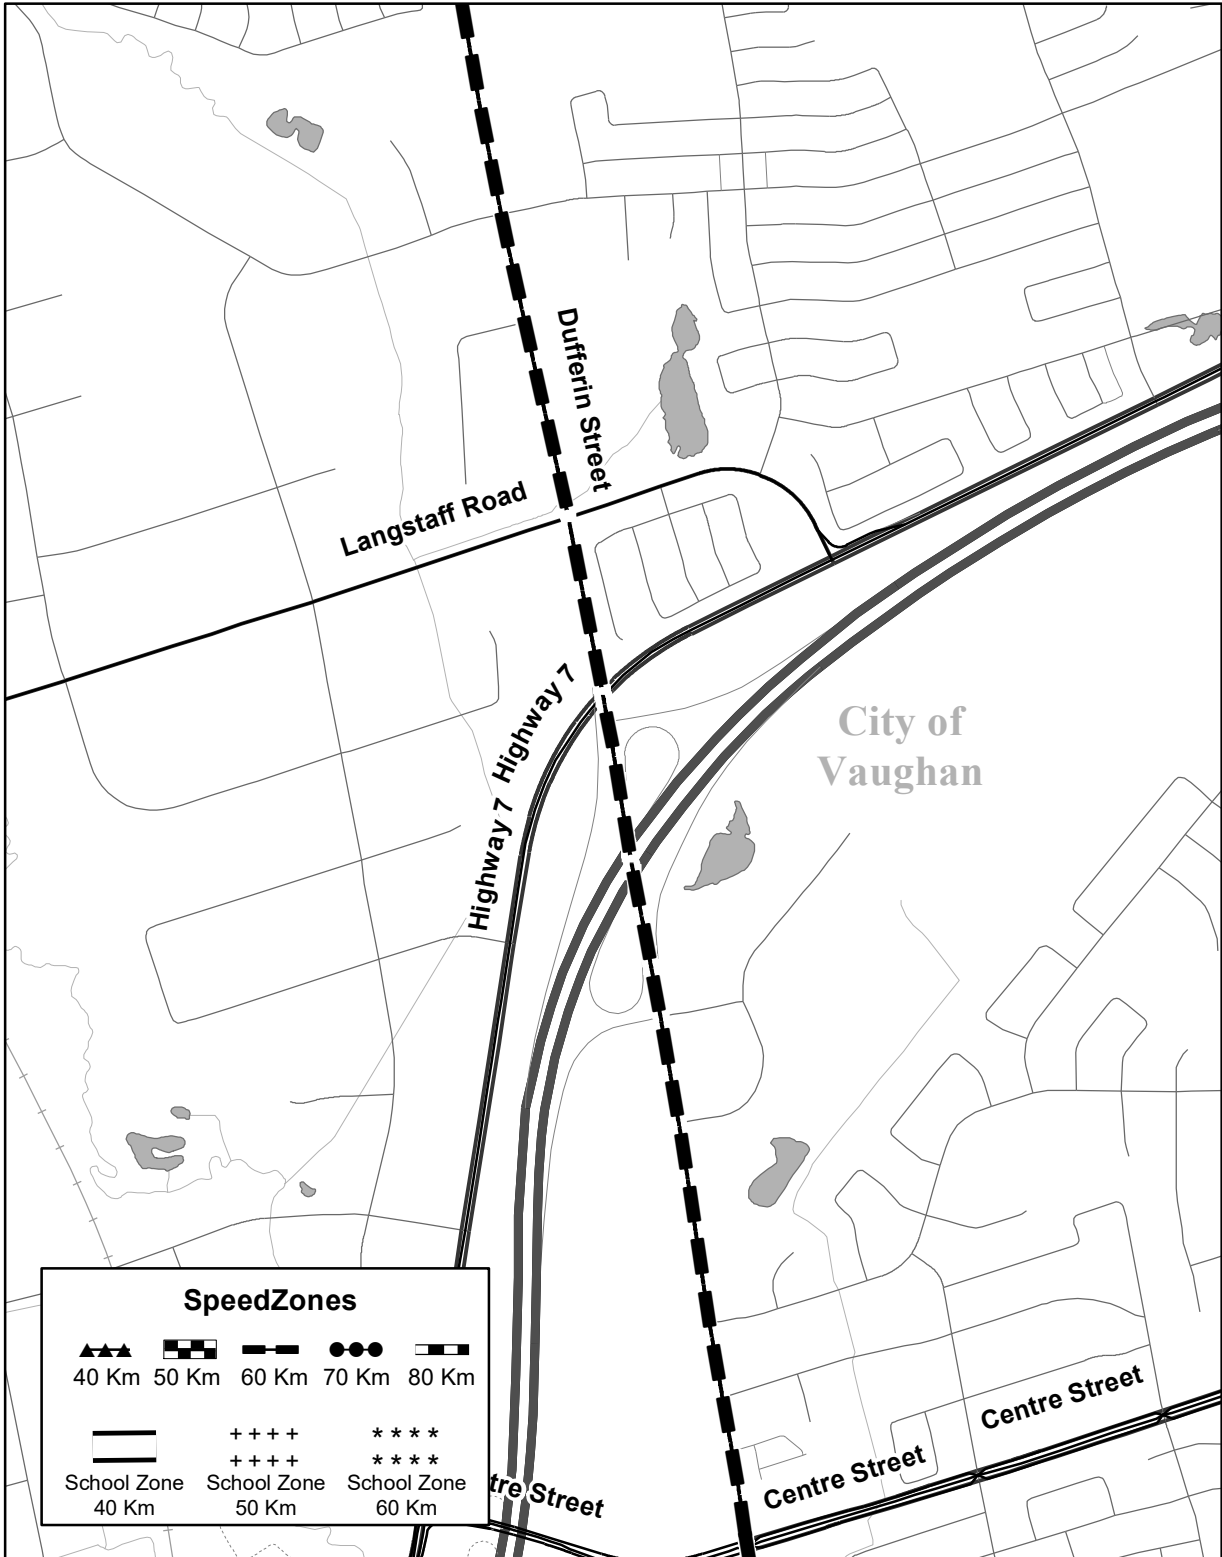 Dufferin Street
Langstaff Road
Highway 7
Highway 7
City of
Vaughan
SpeedZones
40 Km 50 Km 60 Km 70 Km 80 Km
School Zone School Zone School Zone
40 Km 50 Km 60 Km
tre Street
Centre Street
Centre Street